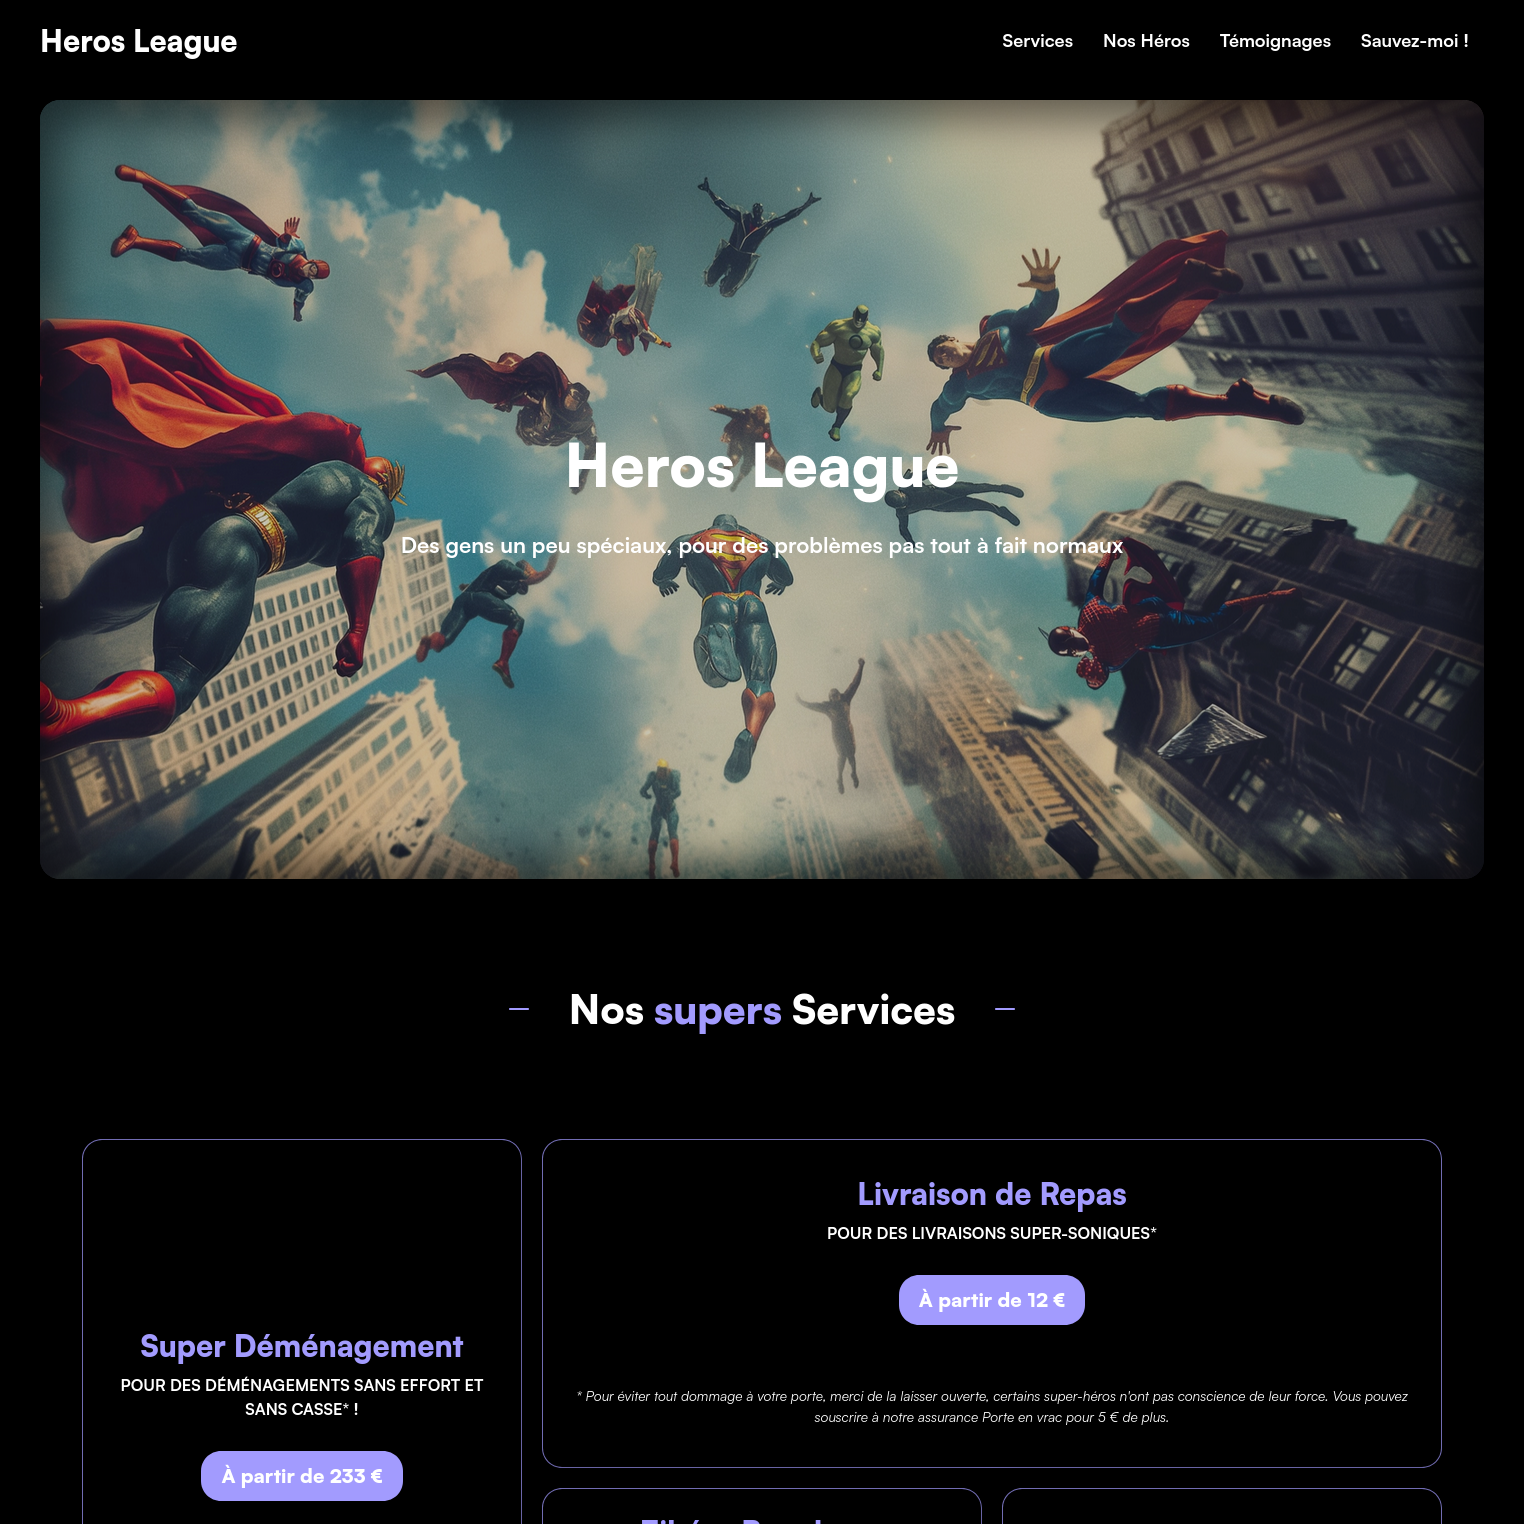 Heros League
Services Nos Héros Témoignages Sauvez-moi !
Heros League
Des gens un peu spéciaux, pour des problèmes pas tout à fait normaux
Nos supers Services
Super Déménagement
POUR DES DÉMÉNAGEMENTS SANS EFFORT ET
SANS CASSE* !
À partir de 233 €
Livraison de Repas
POUR DES LIVRAISONS SUPER-SONIQUES*
À partir de 12 €
* Pour éviter tout dommage à votre porte, merci de la laisser ouverte, certains super-héros n'ont pas conscience de leur force. Vous pouvez
souscrire à notre assurance Porte en vrac pour 5 € de plus.